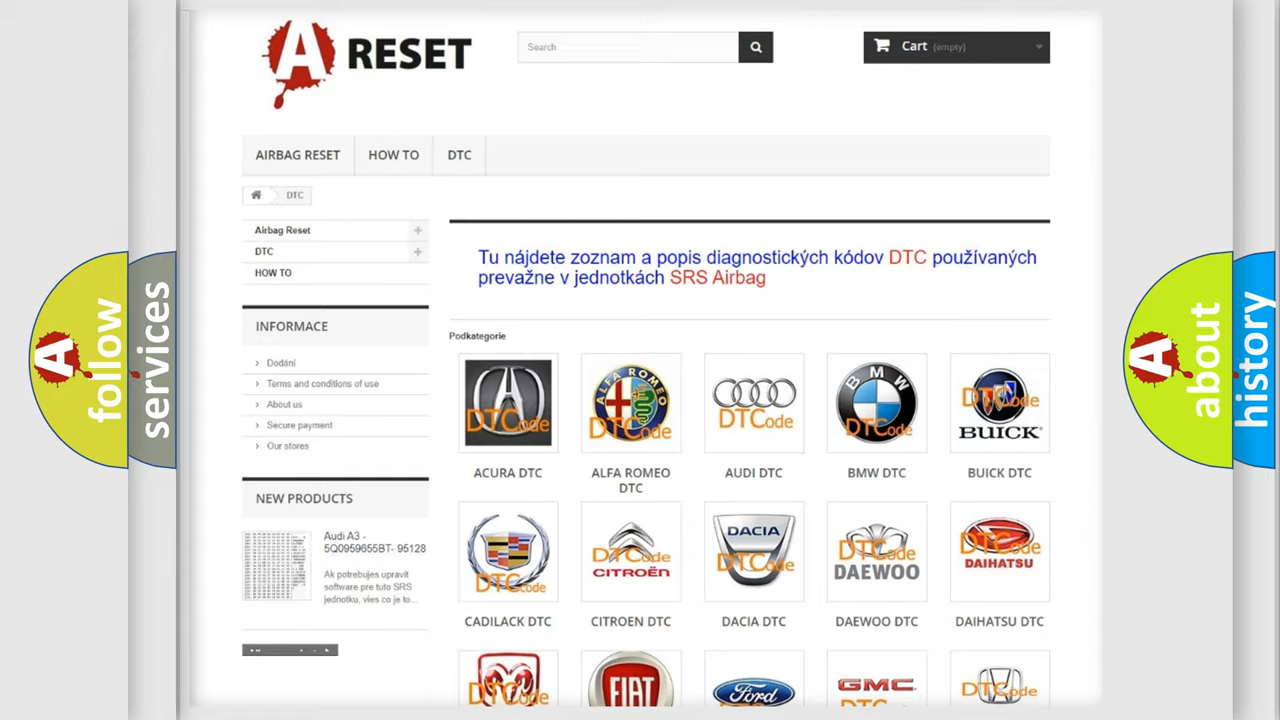 A RESET
Search
Cart (empty)
AIRBAG RESET
HOW TO
DTC
DTC
Airbag Reset
DTC
HOW TO
INFORMACE
Dodání
Terms and conditions of use
About us
Secure payment
Our stores
NEW PRODUCTS
Audi A3 -
5Q0959655BT- 95128
Ak potrebujes upravit
software pre tuto SRS
jednotku, vies co je to...
Tu nájdete zoznam a popis diagnostických kódov DTC používaných
prevažne v jednotkách SRS Airbag
Podkategorie
DTCode
ALFA ROMEO
DTCode
DTCode
BMW
DTCode
DTCode
BUICK
ACURA DTC
ALFA ROMEO
DTC
AUDI DTC
BMW DTC
BUICK DTC
DTCode
DTCode
CITROËN
DACIA
DTCode
DTCode
DAEWOO
DTCode
DAIHATSU
CADILACK DTC
CITROEN DTC
DACIA DTC
DAEWOO DTC
DAIHATSU DTC
DTCode
FIAT
Ford
GMC
DTCode
A follow
services
A about
history